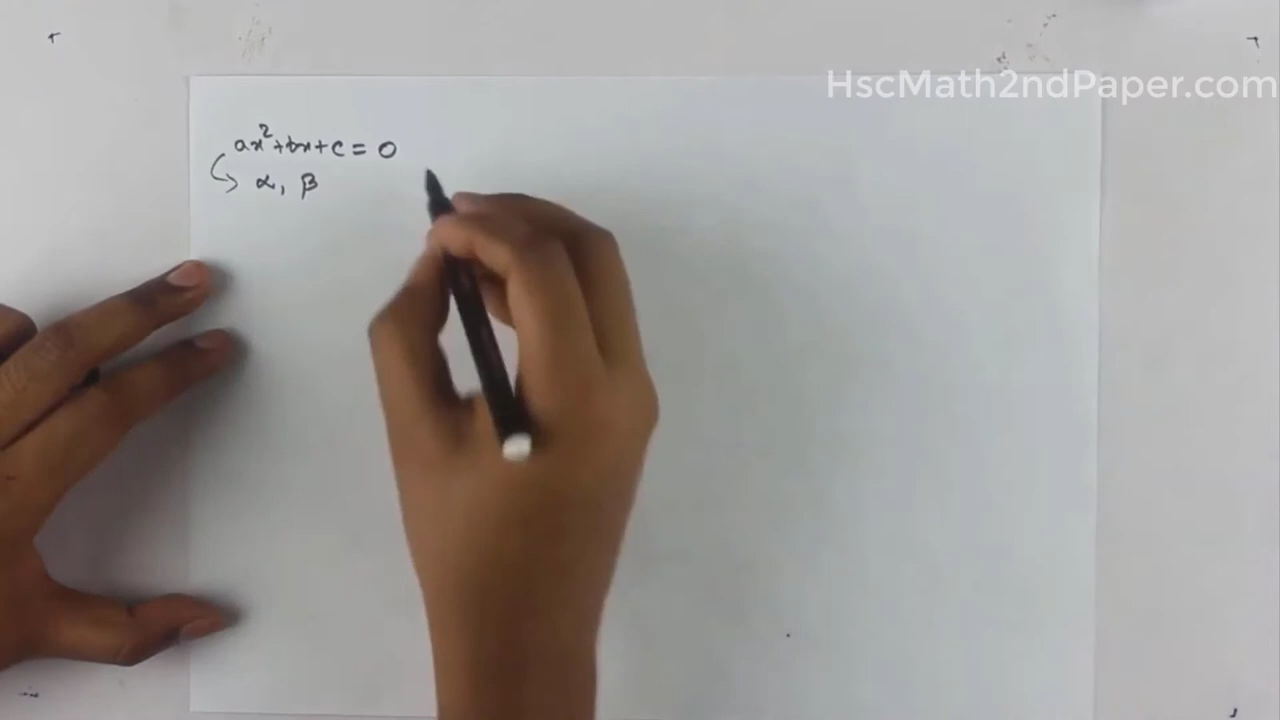 HscMath2ndPaper.com
ax²+bx+c = 0
α, β